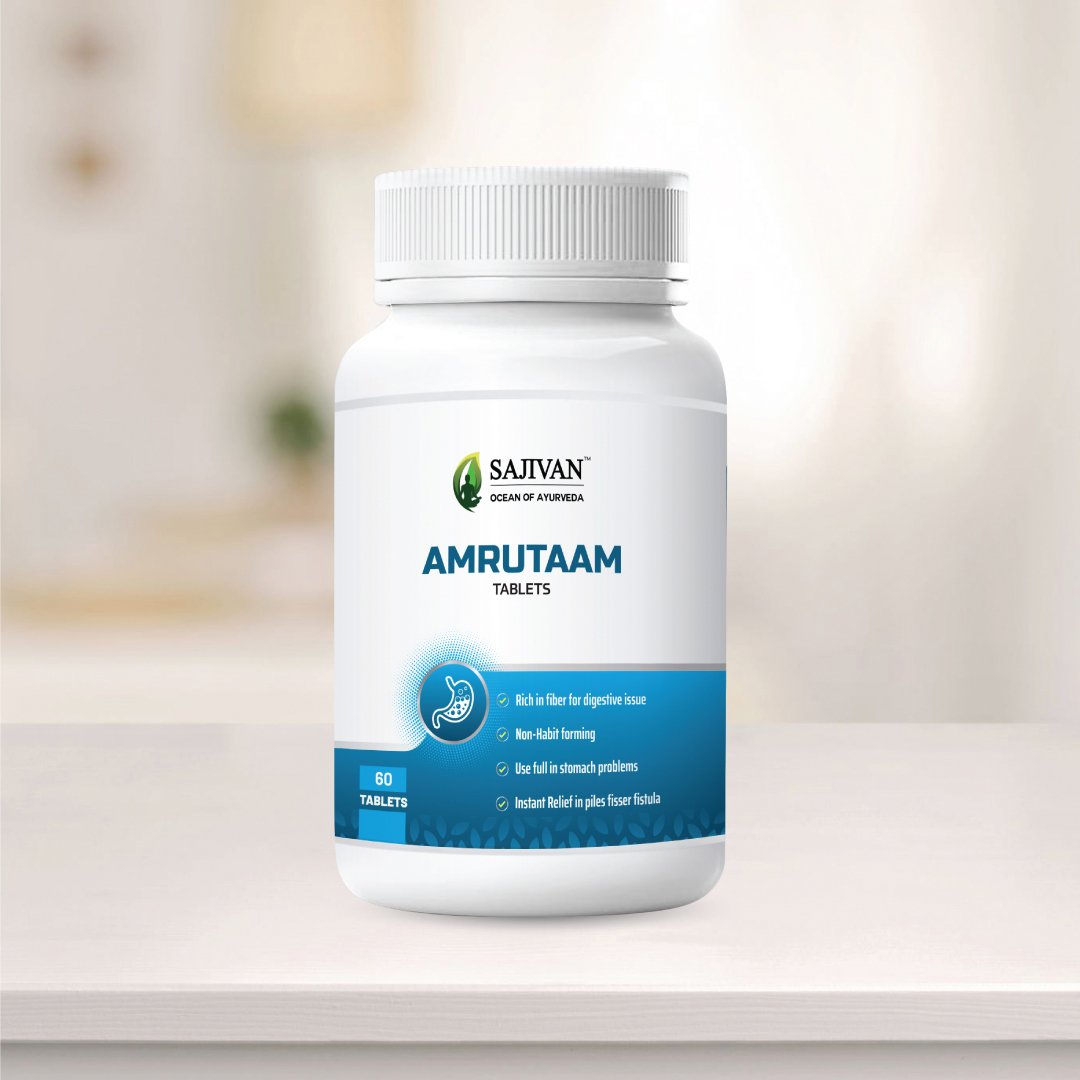 SAJIVAN™
OCEAN OF AYURVEDA
AMRUTAAM
TABLETS
Rich in fiber for digestive issue
Non-Habit forming
Use full in stomach problems
Instant Relief in piles fisser fistula
60
TABLETS